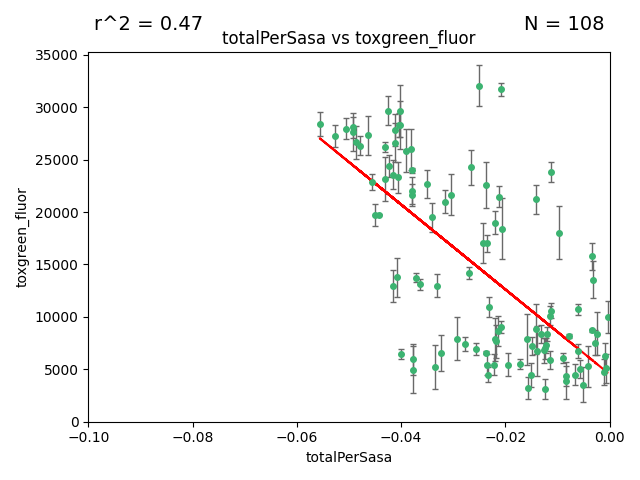 r^2 = 0.47
N = 108
totalPerSasa vs toxgreen_fluor
35000
30000
25000
20000
15000
10000
5000
0
toxgreen_fluor
−0.10
−0.08
−0.06
−0.04
−0.02
0.00
totalPerSasa